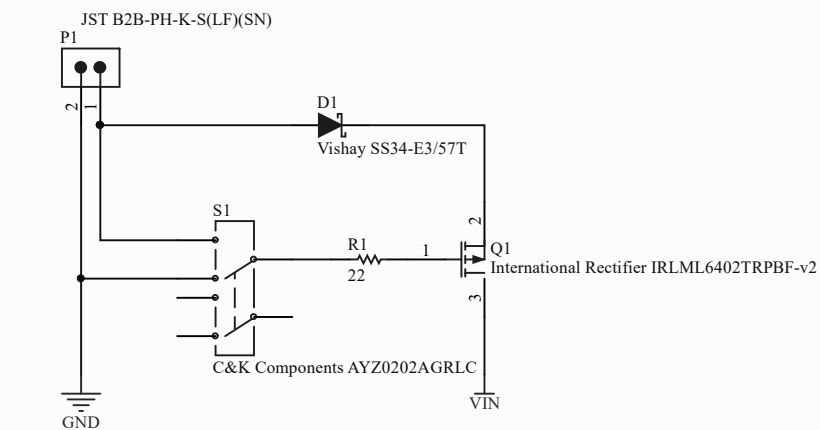 JST B2B-PH-K-S(LF)(SN)
P1
2
1
D1
Vishay SS34-E3/57T
S1
R1
22
1
2
Q1
International Rectifier IRLML6402TRPBF-v2
3
C&K Components AYZ0202AGRLC
VIN
GND